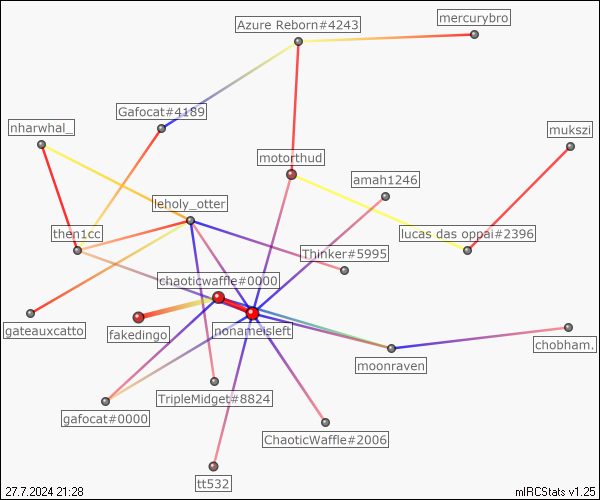 mercurybro
Azure Reborn#4243
Gafocat#4189
nharwhal_
mukszi
motorthud
amah1246
leholy_otter
then1cc
lucas das oppai#2396
Thinker#5995
chaoticwaffle#0000
gateauxcatto
fakedingo
nonameisleft
chobham.
moonraven
TripleMidget#8824
gafocat#0000
ChaoticWaffle#2006
tt532
27.7.2024 21:28
mIRCStats v1.25